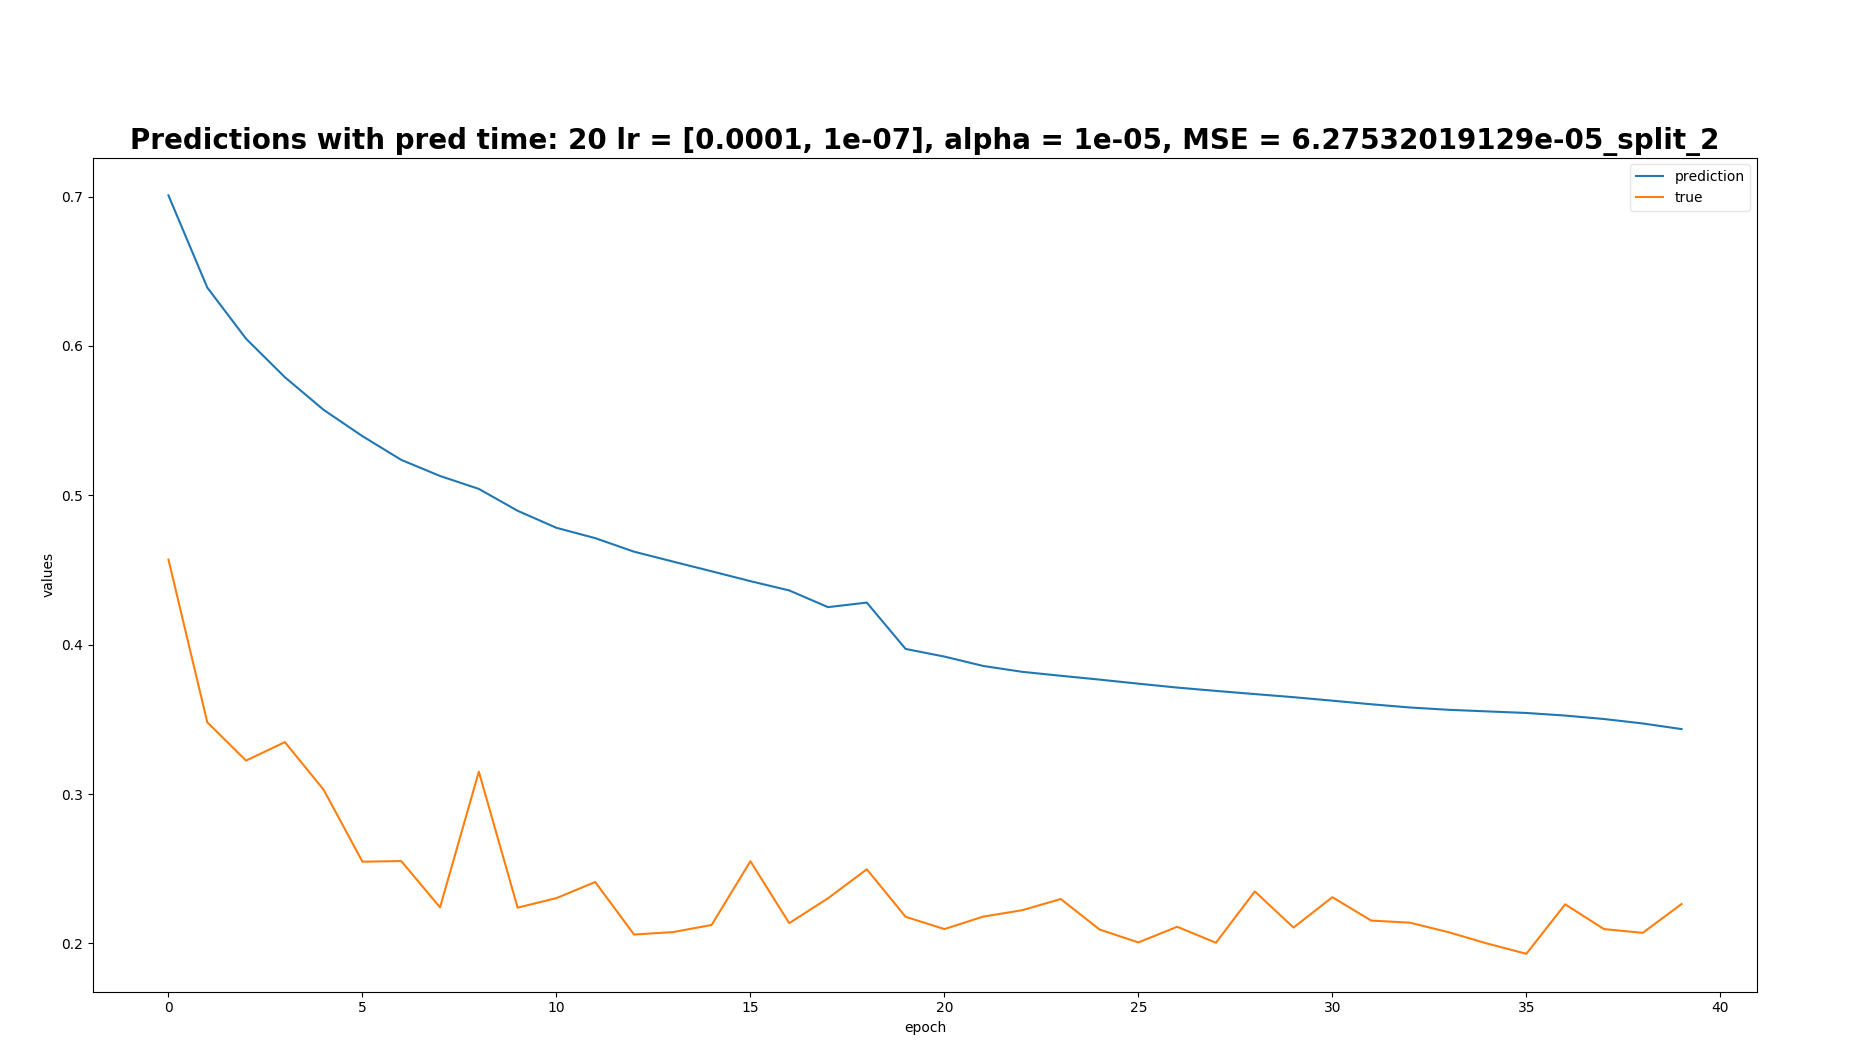 Predictions with pred time: 20 lr = [0.0001, 1e-07], alpha = 1e-05, MSE = 6.27532019129e-05_split_2
prediction
true
0.7
0.6
0.5
0.4
0.3
0.2
values
0 5 10 15 20 25 30 35 40
epoch